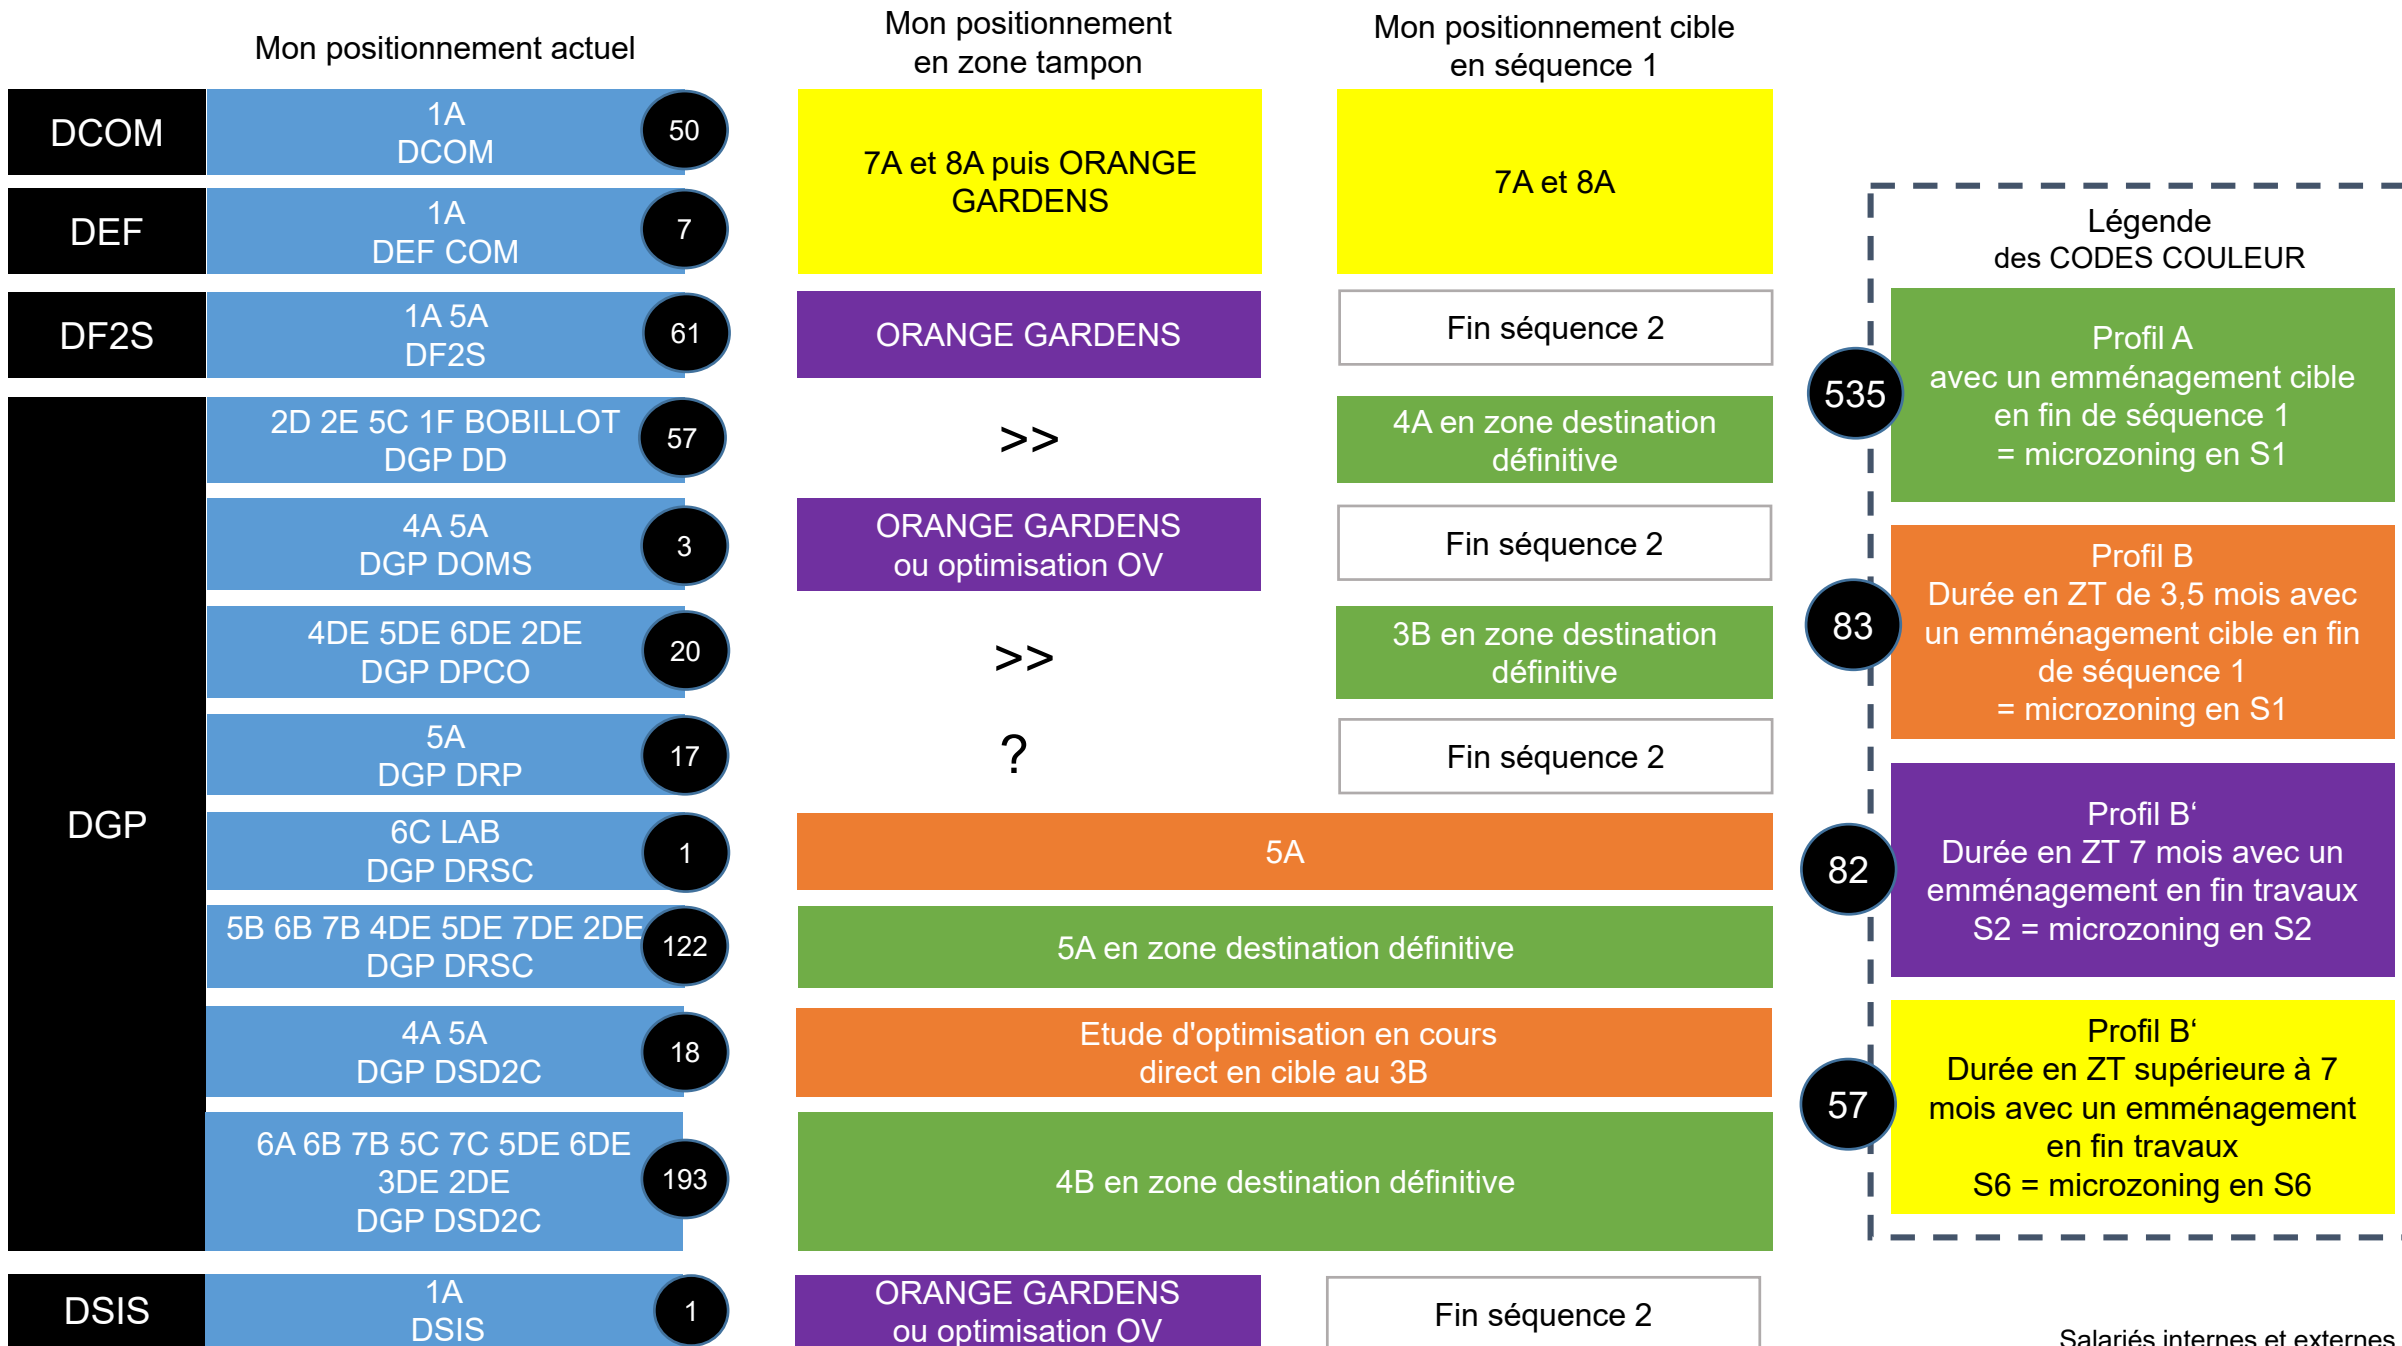 Mon positionnement actuel
Mon positionnement
en zone tampon
Mon positionnement cible
en séquence 1
DCOM
1A
DCOM
50
7A et 8A puis ORANGE
GARDENS
7A et 8A
DEF
1A
DEF COM
7
DF2S
1A 5A
DF2S
61
ORANGE GARDENS
Fin séquence 2
DGP
2D 2E 5C 1F BOBILLOT
DGP DD
57
>>
4A en zone destination
définitive
4A 5A
DGP DOMS
3
ORANGE GARDENS
ou optimisation OV
Fin séquence 2
4DE 5DE 6DE 2DE
DGP DPCO
20
>>
3B en zone destination
définitive
5A
DGP DRP
17
?
Fin séquence 2
6C LAB
DGP DRSC
1
5A
5B 6B 7B 4DE 5DE 7DE 2DE
DGP DRSC
122
5A en zone destination définitive
4A 5A
DGP DSD2C
18
Etude d'optimisation en cours
direct en cible au 3B
6A 6B 7B 5C 7C 5DE 6DE
3DE 2DE
DGP DSD2C
193
4B en zone destination définitive
DSIS
1A
DSIS
1
ORANGE GARDENS
ou optimisation OV
Fin séquence 2
Légende
des CODES COULEUR
535
Profil A
avec un emménagement cible
en fin de séquence 1
= microzoning en S1
83
Profil B
Durée en ZT de 3,5 mois avec
un emménagement cible en fin
de séquence 1
= microzoning en S1
82
Profil B‘
Durée en ZT 7 mois avec un
emménagement en fin travaux
S2 = microzoning en S2
57
Profil B‘
Durée en ZT supérieure à 7
mois avec un emménagement
en fin travaux
S6 = microzoning en S6
Salariés internes et externes